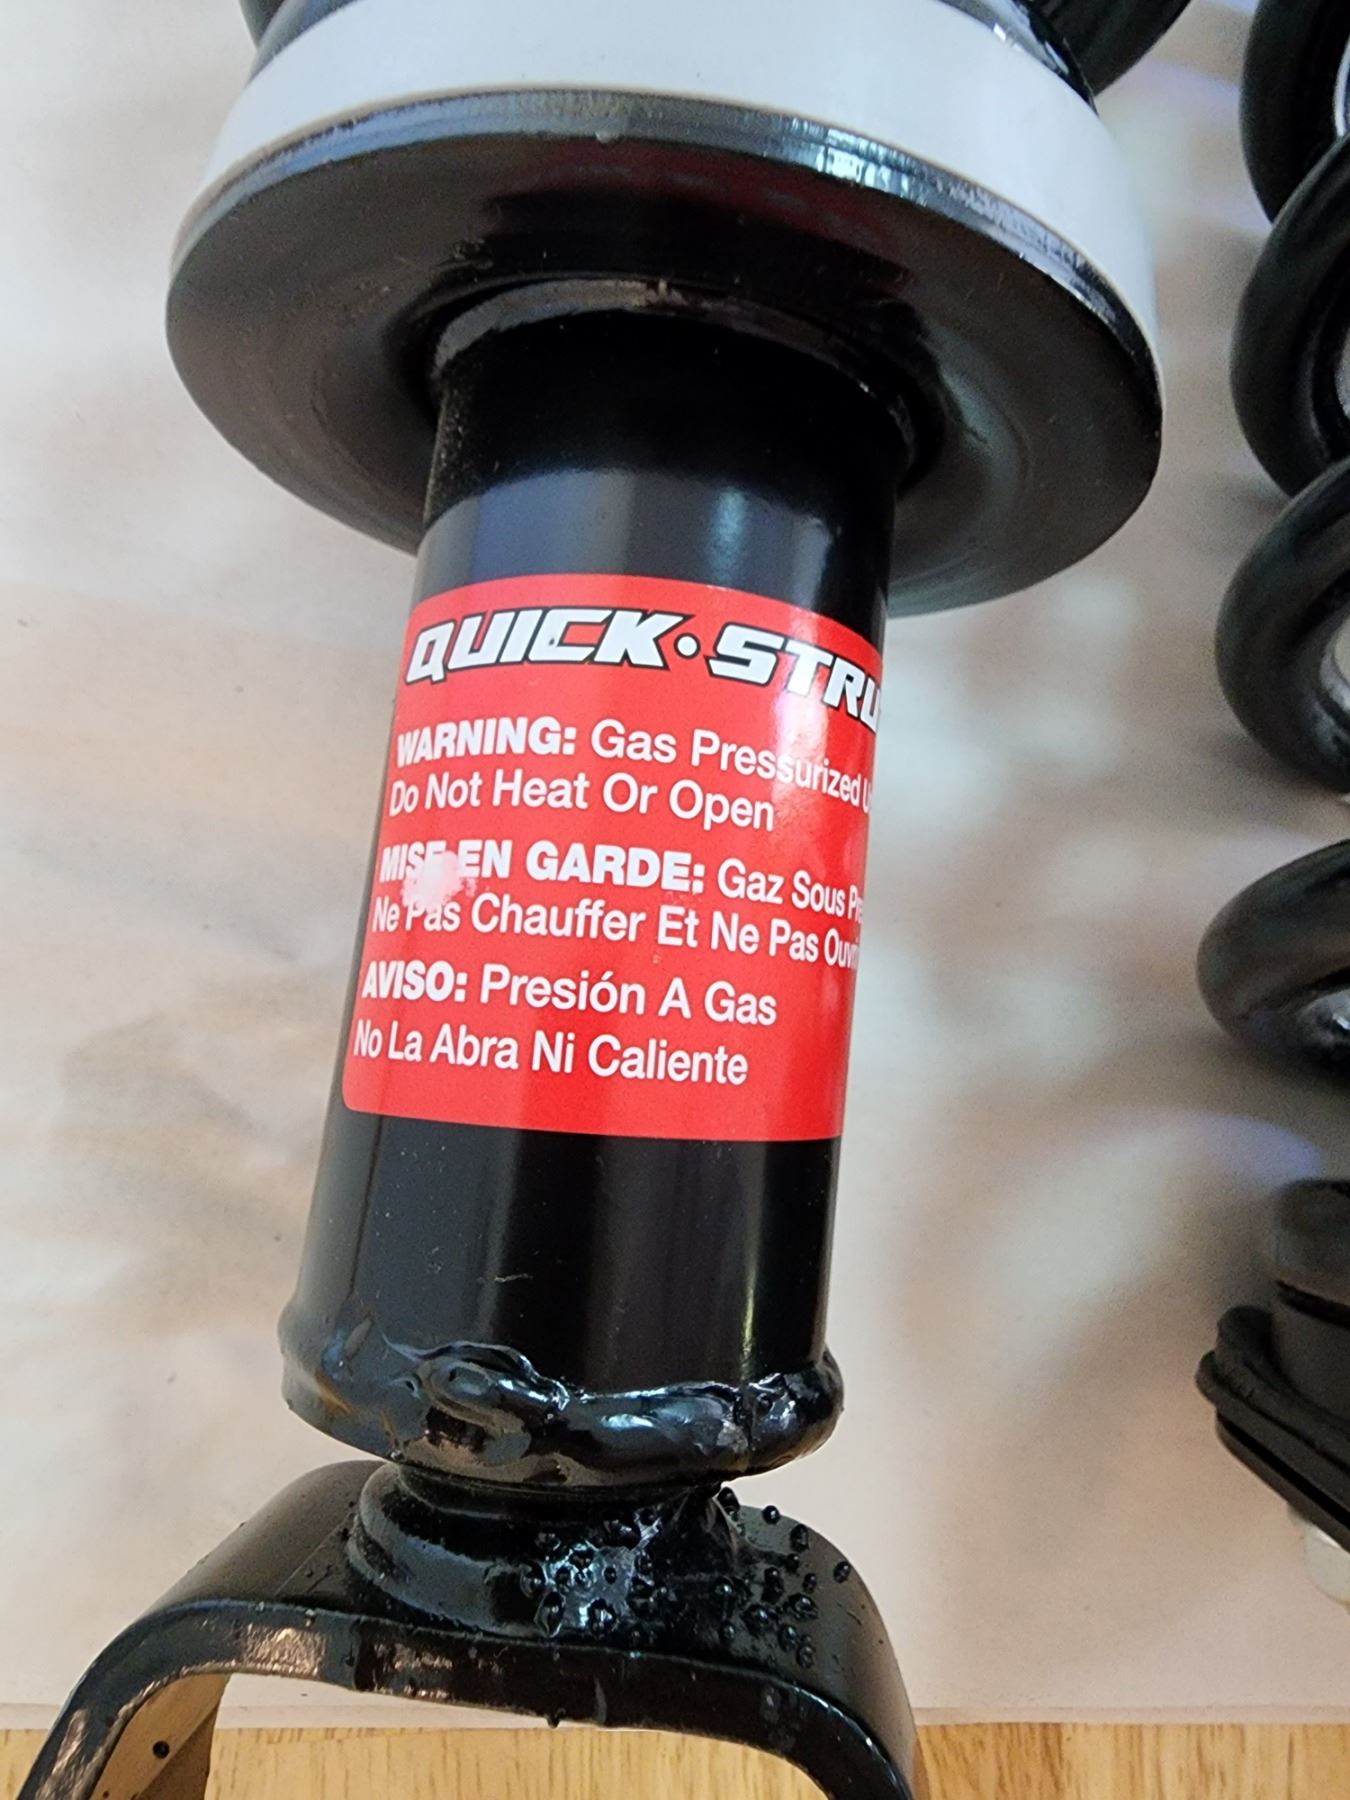 QUICK•STRU
WARNING: Gas Pressurized
Do Not Heat Or Open
MISE EN GARDE: Gaz Sous
Ne Pas Chauffer Et Ne Pas
AVISO: Presión A Gas
No La Abra Ni Caliente